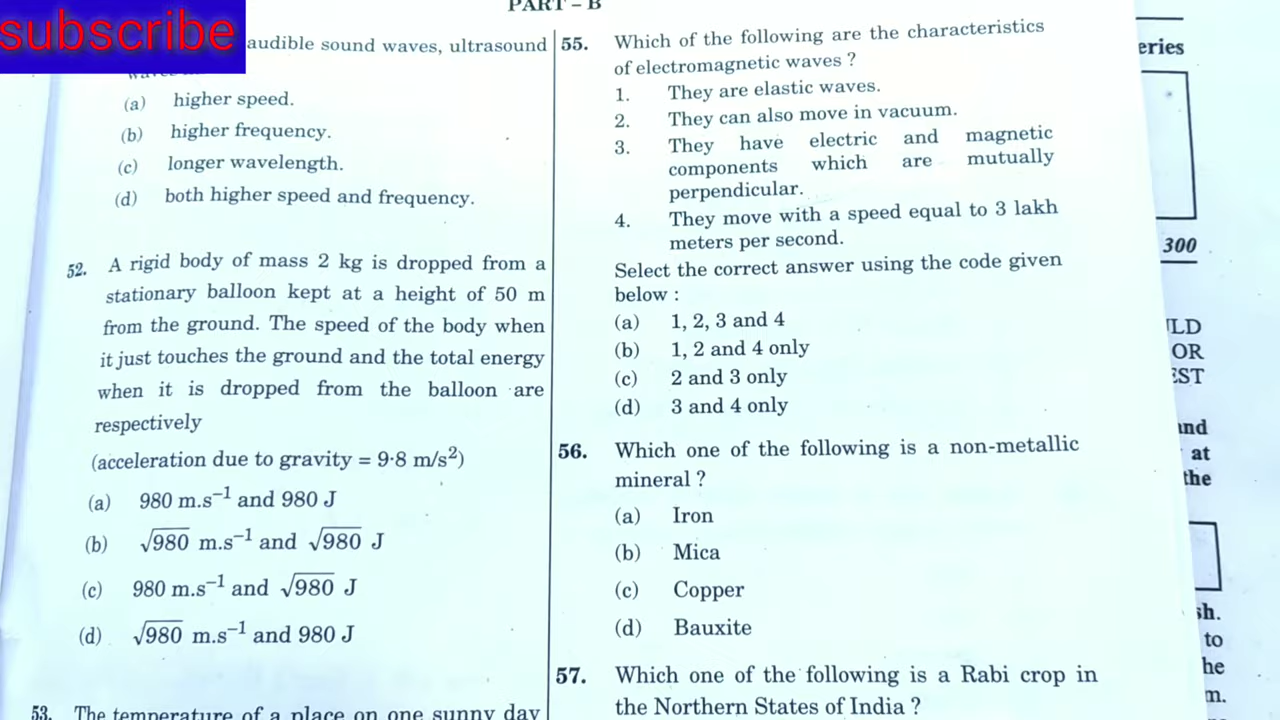 PART – B
subscribe
audible sound waves, ultrasound
(a) higher speed.
(b) higher frequency.
(c) longer wavelength.
(d) both higher speed and frequency.
52. A rigid body of mass 2 kg is dropped from a
stationary balloon kept at a height of 50 m
from the ground. The speed of the body when
it just touches the ground and the total energy
when it is dropped from the balloon are
respectively
(acceleration due to gravity = 9·8 m/s²)
(a) 980 m.s⁻¹ and 980 J
(b) √980 m.s⁻¹ and √980 J
(c) 980 m.s⁻¹ and √980 J
(d) √980 m.s⁻¹ and 980 J
53. The temperature of a place on one sunny day
55. Which of the following are the characteristics
of electromagnetic waves ?
1. They are elastic waves.
2. They can also move in vacuum.
3. They have electric and magnetic
components which are mutually
perpendicular.
4. They move with a speed equal to 3 lakh
meters per second.
Select the correct answer using the code given
below :
(a) 1, 2, 3 and 4
(b) 1, 2 and 4 only
(c) 2 and 3 only
(d) 3 and 4 only
56. Which one of the following is a non-metallic
mineral ?
(a) Iron
(b) Mica
(c) Copper
(d) Bauxite
57. Which one of the following is a Rabi crop in
the Northern States of India ?
eries
300
LD
OR
EST
and
at
the
sh.
to
he
m.